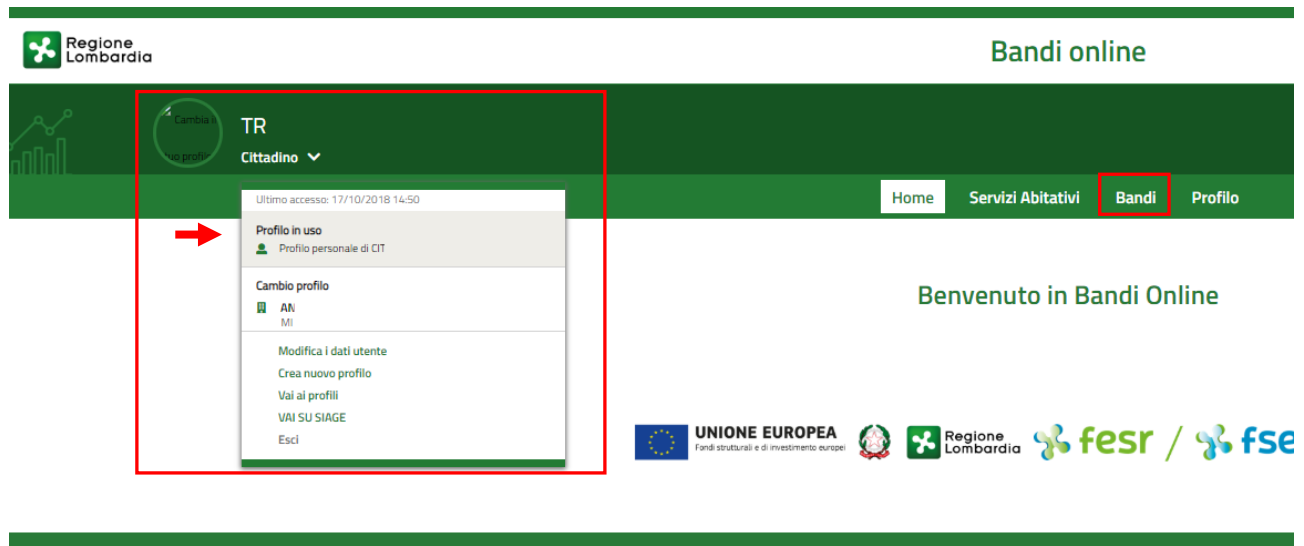 Regione
Lombardia
Bandi online
Cambia i
uo profil
TR
Cittadino
Home Servizi Abitativi Bandi Profilo
Ultimo accesso: 17/10/2018 14:50
Profilo in uso
Profilo personale di CIT
Cambio profilo
AN
MI
Modifica i dati utente
Crea nuovo profilo
Vai ai profili
VAI SU SIAGE
Esci
Benvenuto in Bandi Online
UNIONE EUROPEA
Fondi strutturali e di investimento europei
Regione
Lombardia
fesr / fse